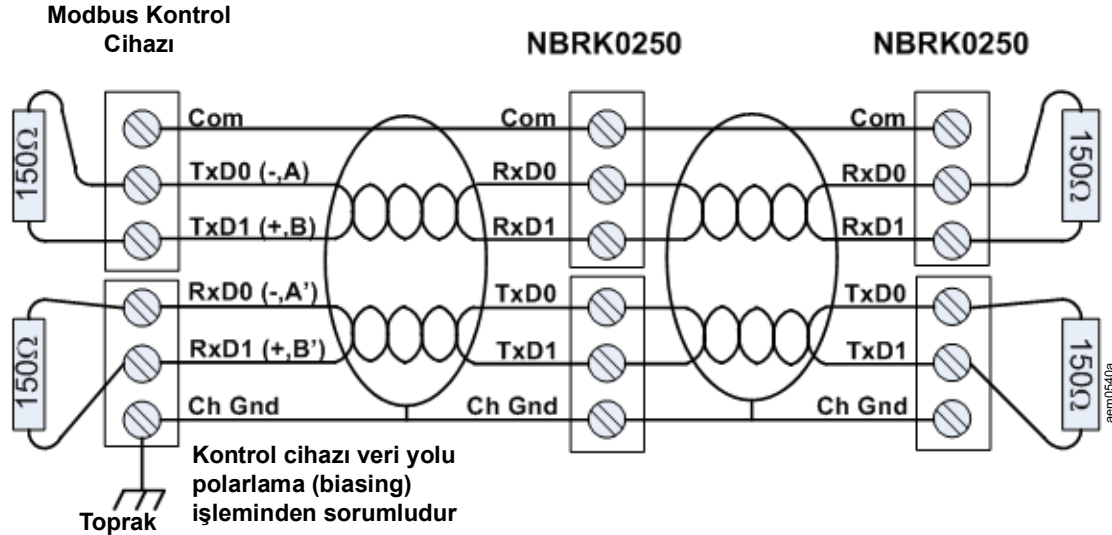 Modbus Kontrol
Cihazı
NBRK0250
NBRK0250
150Ω
Com
Com
Com
150Ω
TxD0 (-,A)
RxD0
RxD0
TxD1 (+,B)
RxD1
RxD1
150Ω
RxD0 (-,A')
TxD0
TxD0
150Ω
RxD1 (+,B')
TxD1
TxD1
Ch Gnd
Ch Gnd
Ch Gnd
aem0540a
Kontrol cihazı veri yolu
polarlama (biasing)
işleminden sorumludur
Toprak